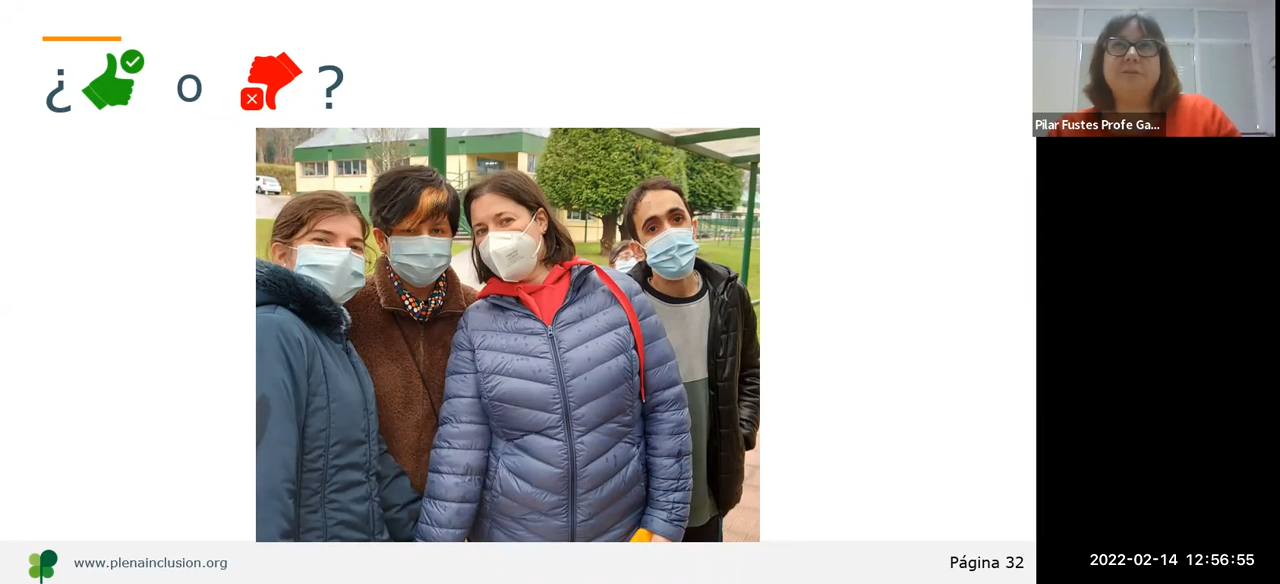 ¿ o ?
Pilar Fustes Profe Ga...
www.plenainclusion.org
Página 32
2022-02-14 12:56:55